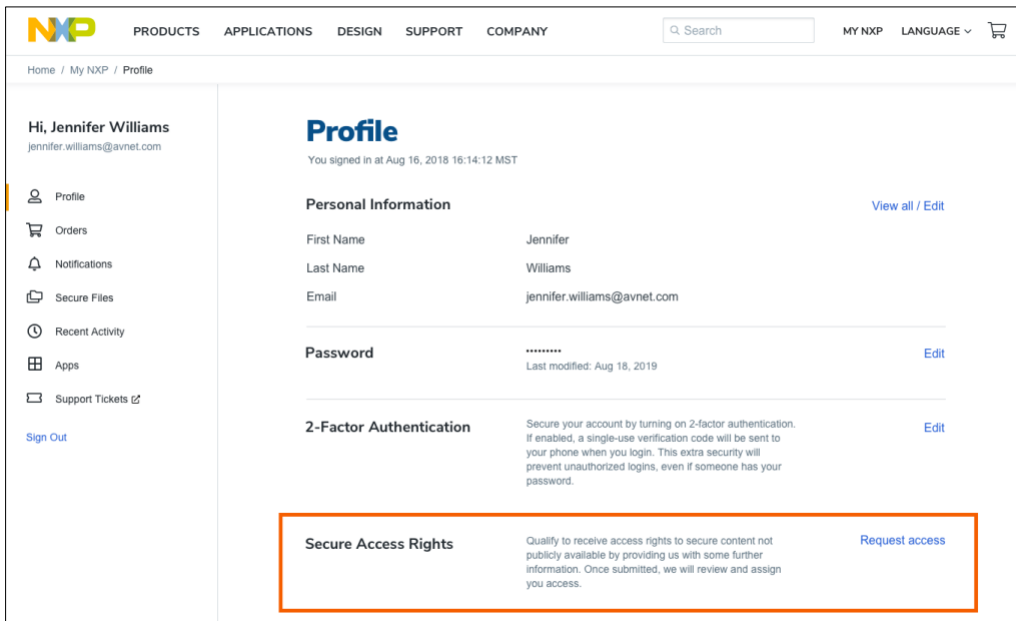 NXP PRODUCTS APPLICATIONS DESIGN SUPPORT COMPANY Search MY NXP LANGUAGE
Home / My NXP / Profile
Hi, Jennifer Williams
jennifer.williams@avnet.com
Profile
Orders
Notifications
Secure Files
Recent Activity
Apps
Support Tickets
Sign Out
Profile
You signed in at Aug 16, 2018 16:14:12 MST
Personal Information View all / Edit
First Name Jennifer
Last Name Williams
Email jennifer.williams@avnet.com
Password ••••••••• Edit
Last modified: Aug 18, 2019
2-Factor Authentication Edit
Secure your account by turning on 2-factor authentication.
If enabled, a single-use verification code will be sent to
your phone when you login. This extra security will
prevent unauthorized logins, even if someone has your
password.
Secure Access Rights Request access
Qualify to receive access rights to secure content not
publicly available by providing us with some further
information. Once submitted, we will review and assign
you access.